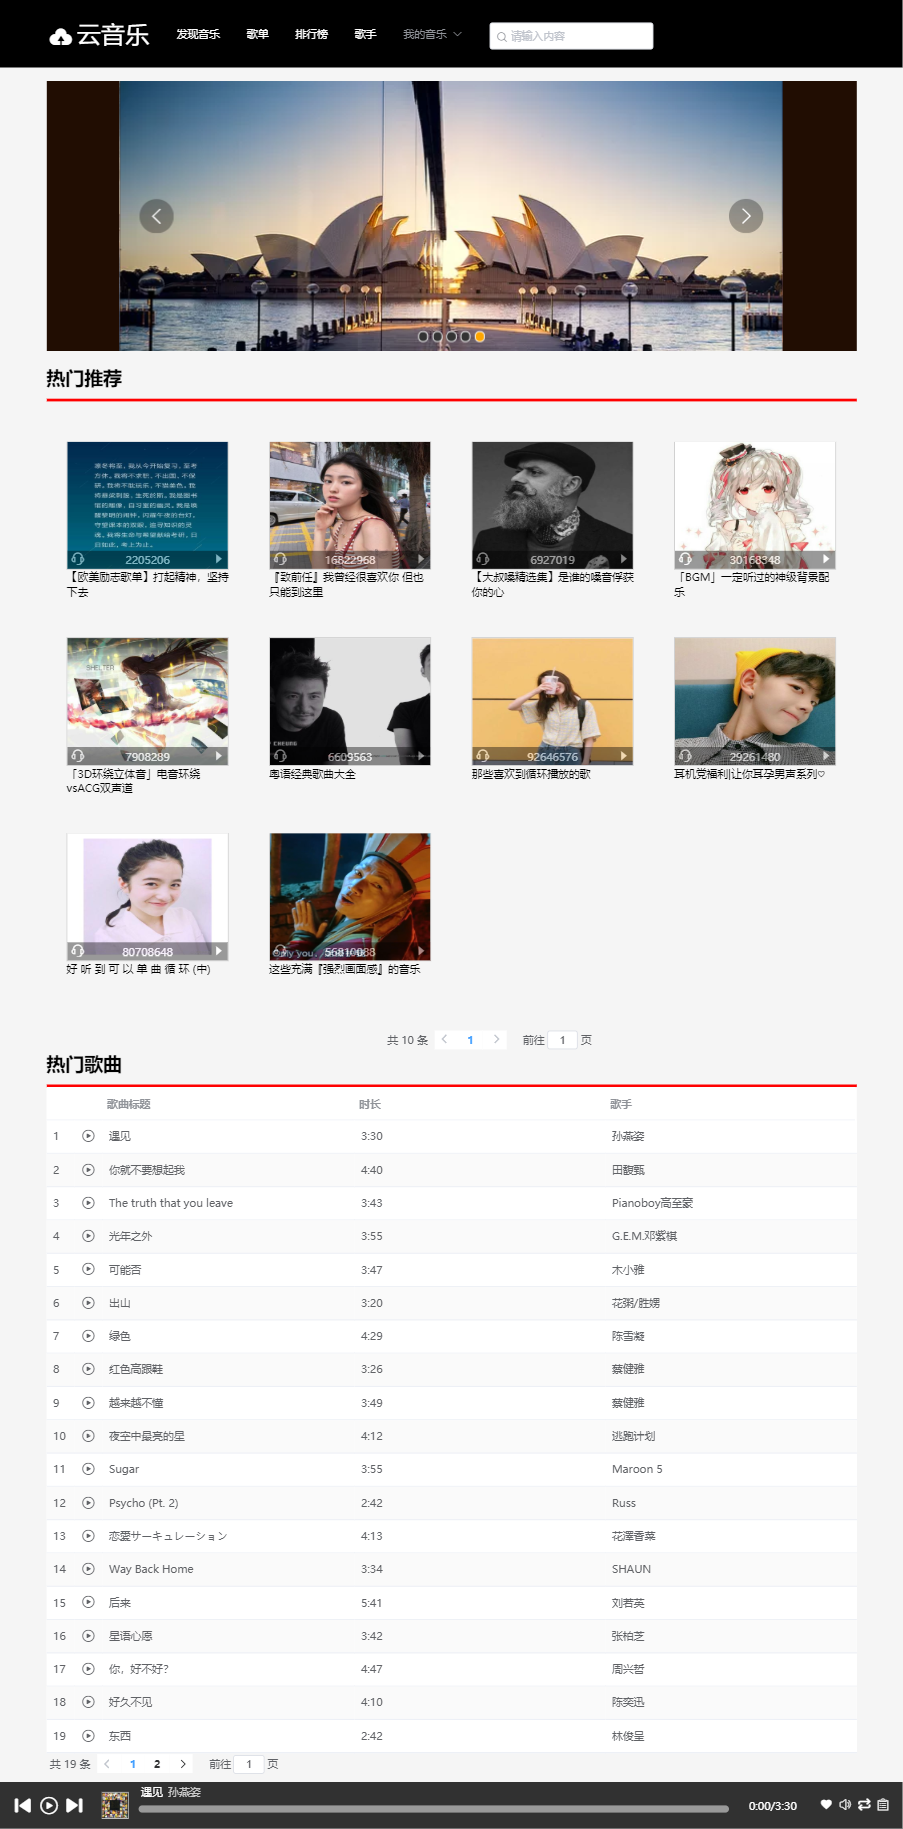 云音乐
发现音乐 歌单 排行榜 歌手 我的音乐 请输入内容
热门推荐
2205206
16822968
6927019
30168348
【欧美励志歌单】打起精神，坚持下去
『致前任』我曾经很喜欢你 但也只能到这里
【大叔嗓精选集】是谁的嗓音俘获你的心
「BGM」一定听过的神级背景配乐
SHELTER
CHEUNG
7908289
6609563
92646576
29261480
「3D环绕立体音」电音环绕vsACG双声道
粤语经典歌曲大全
那些喜欢到循环播放的歌
耳机党福利|让你耳孕男声系列♡
80708648
56810088
好 听 到 可 以 单 曲 循 环 (中)
这些充满『强烈画面感』的音乐
共 10 条 1 前往 1 页
热门歌曲
歌曲标题 时长 歌手
1 遇见 3:30 孙燕姿
2 你就不要想起我 4:40 田馥甄
3 The truth that you leave 3:43 Pianoboy高至豪
4 光年之外 3:55 G.E.M.邓紫棋
5 可能否 3:47 木小雅
6 出山 3:20 花粥/胜娚
7 绿色 4:29 陈雪凝
8 红色高跟鞋 3:26 蔡健雅
9 越来越不懂 3:49 蔡健雅
10 夜空中最亮的星 4:12 逃跑计划
11 Sugar 3:55 Maroon 5
12 Psycho (Pt. 2) 2:42 Russ
13 恋愛サーキュレーション 4:13 花澤香菜
14 Way Back Home 3:34 SHAUN
15 后来 5:41 刘若英
16 星语心愿 3:42 张柏芝
17 你，好不好？ 4:47 周兴哲
18 好久不见 4:10 陈奕迅
19 东西 2:42 林俊呈
共 19 条 1 2 前往 1 页
遇见 孙燕姿
0:00/3:30